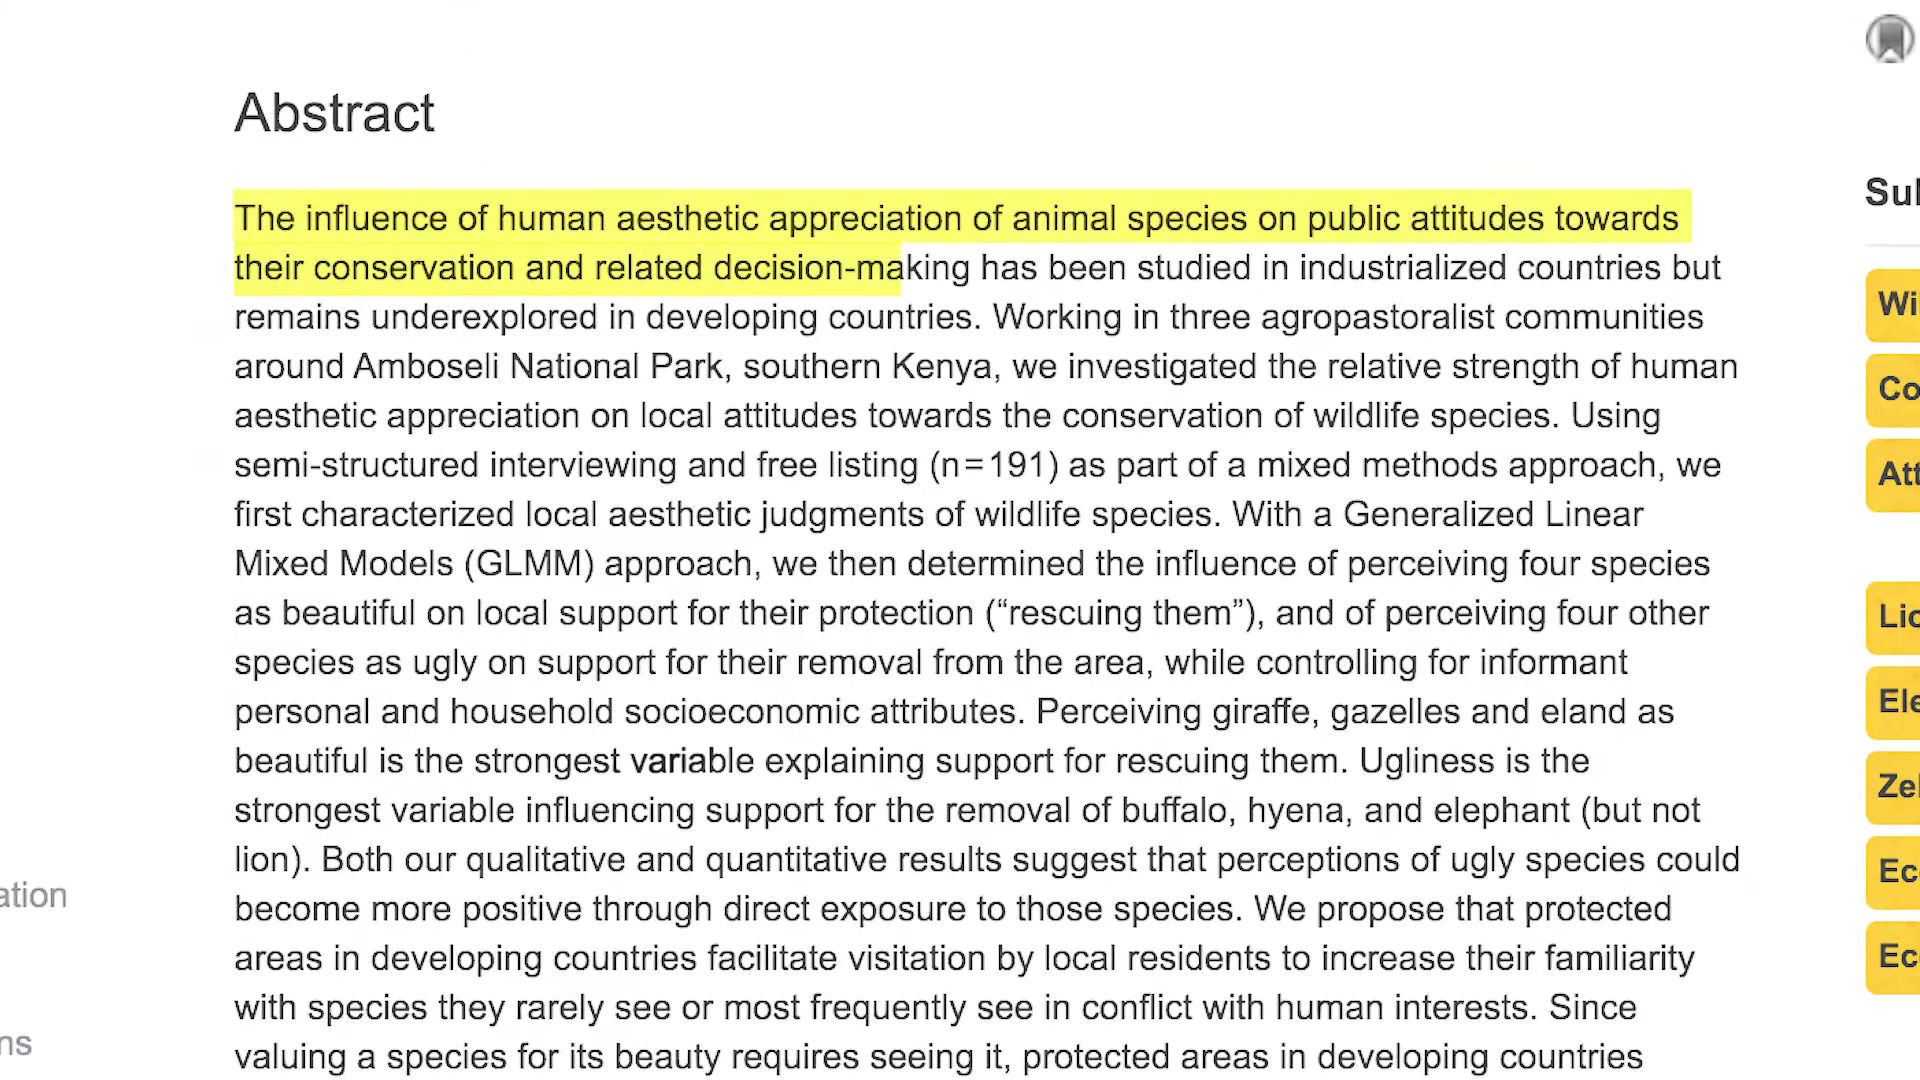 Abstract
The influence of human aesthetic appreciation of animal species on public attitudes towards
their conservation and related decision-making has been studied in industrialized countries but
remains underexplored in developing countries. Working in three agropastoralist communities
around Amboseli National Park, southern Kenya, we investigated the relative strength of human
aesthetic appreciation on local attitudes towards the conservation of wildlife species. Using
semi-structured interviewing and free listing (n=191) as part of a mixed methods approach, we
first characterized local aesthetic judgments of wildlife species. With a Generalized Linear
Mixed Models (GLMM) approach, we then determined the influence of perceiving four species
as beautiful on local support for their protection (“rescuing them”), and of perceiving four other
species as ugly on support for their removal from the area, while controlling for informant
personal and household socioeconomic attributes. Perceiving giraffe, gazelles and eland as
beautiful is the strongest variable explaining support for rescuing them. Ugliness is the
strongest variable influencing support for the removal of buffalo, hyena, and elephant (but not
lion). Both our qualitative and quantitative results suggest that perceptions of ugly species could
become more positive through direct exposure to those species. We propose that protected
areas in developing countries facilitate visitation by local residents to increase their familiarity
with species they rarely see or most frequently see in conflict with human interests. Since
valuing a species for its beauty requires seeing it, protected areas in developing countries
ation
ns
Sub
Wi
Co
Att
Lio
Ele
Zeb
Eco
Eco